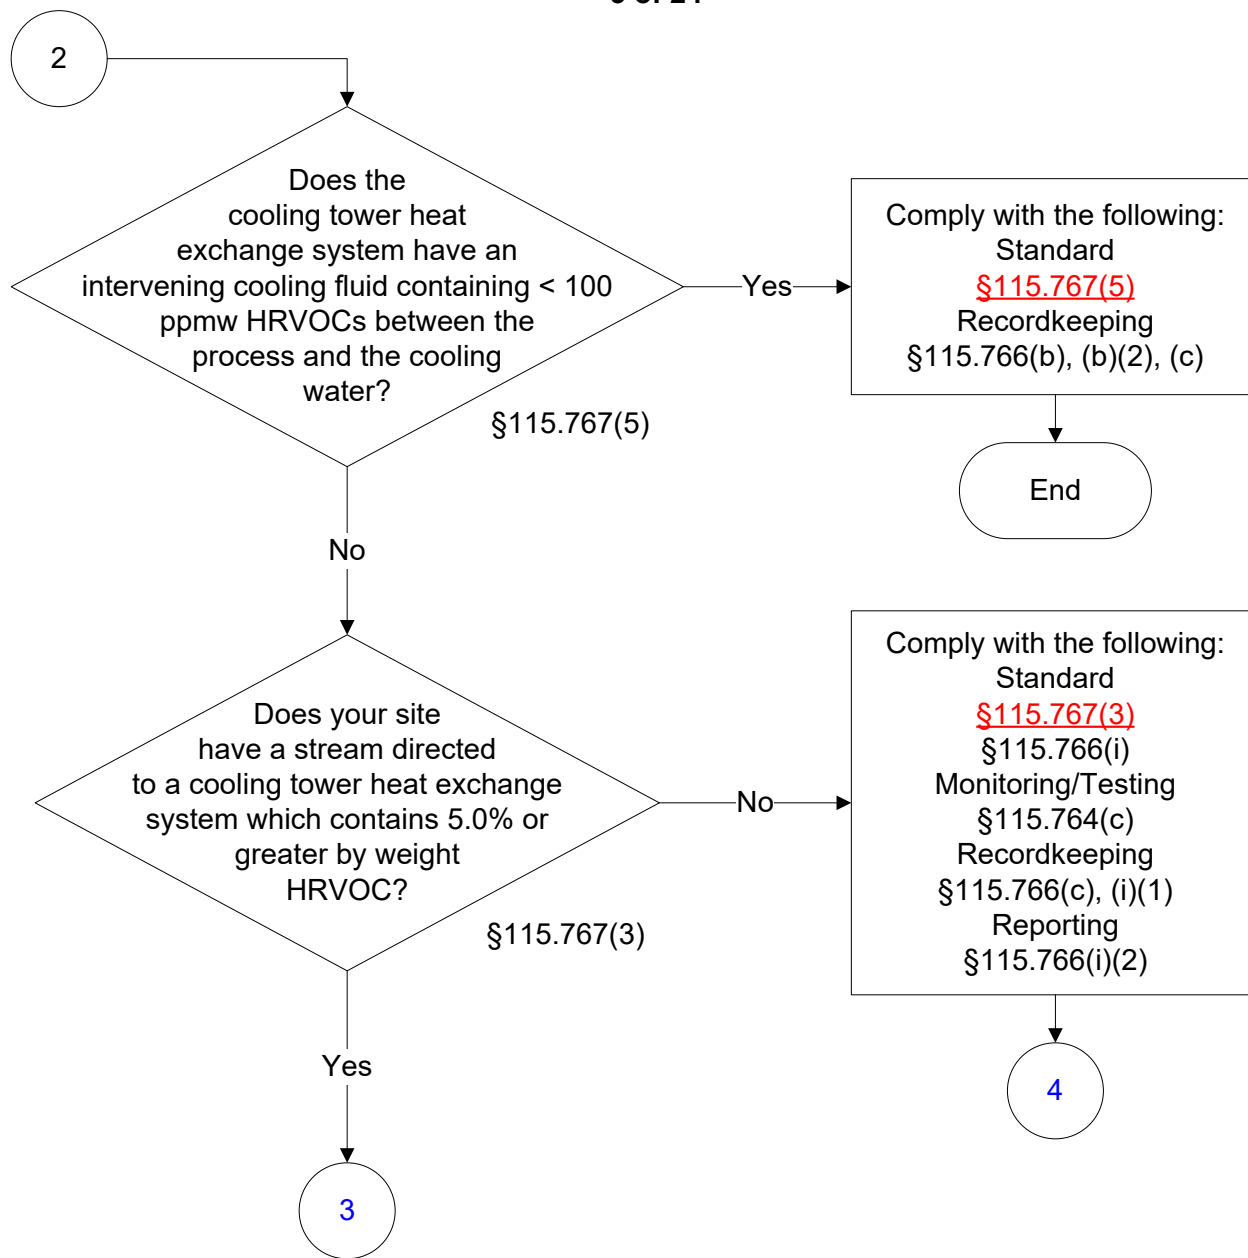 2
Does the
cooling tower heat
exchange system have an
intervening cooling fluid containing < 100
ppmw HRVOCs between the
process and the cooling
water?
§115.767(5)
Yes
Comply with the following:
Standard
§115.767(5)
Recordkeeping
§115.766(b), (b)(2), (c)
End
No
Does your site
have a stream directed
to a cooling tower heat exchange
system which contains 5.0% or
greater by weight
HRVOC?
§115.767(3)
No
Comply with the following:
Standard
§115.767(3)
§115.766(i)
Monitoring/Testing
§115.764(c)
Recordkeeping
§115.766(c), (i)(1)
Reporting
§115.766(i)(2)
4
Yes
3